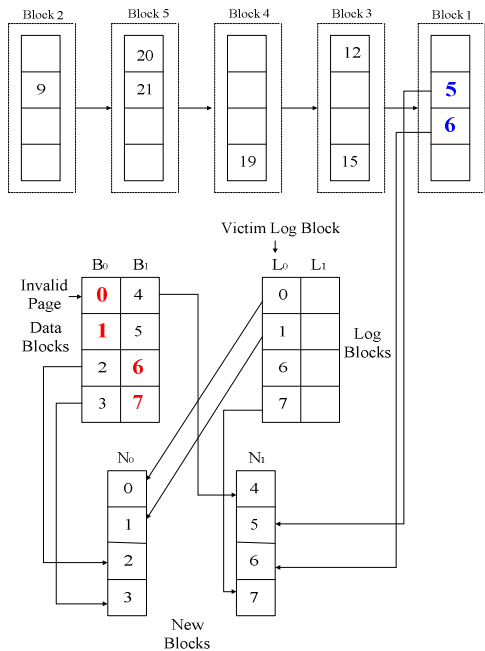 Block 2 Block 5 Block 4 Block 3 Block 1
20 12
9 21 5
6
19 15
Victim Log Block
B0 B1 L0 L1
Invalid Page 0 4 0
Data Blocks 1 5 1 Log Blocks
2 6 6
3 7 7
N0 N1
0 4
1 5
2 6
3 7
New Blocks